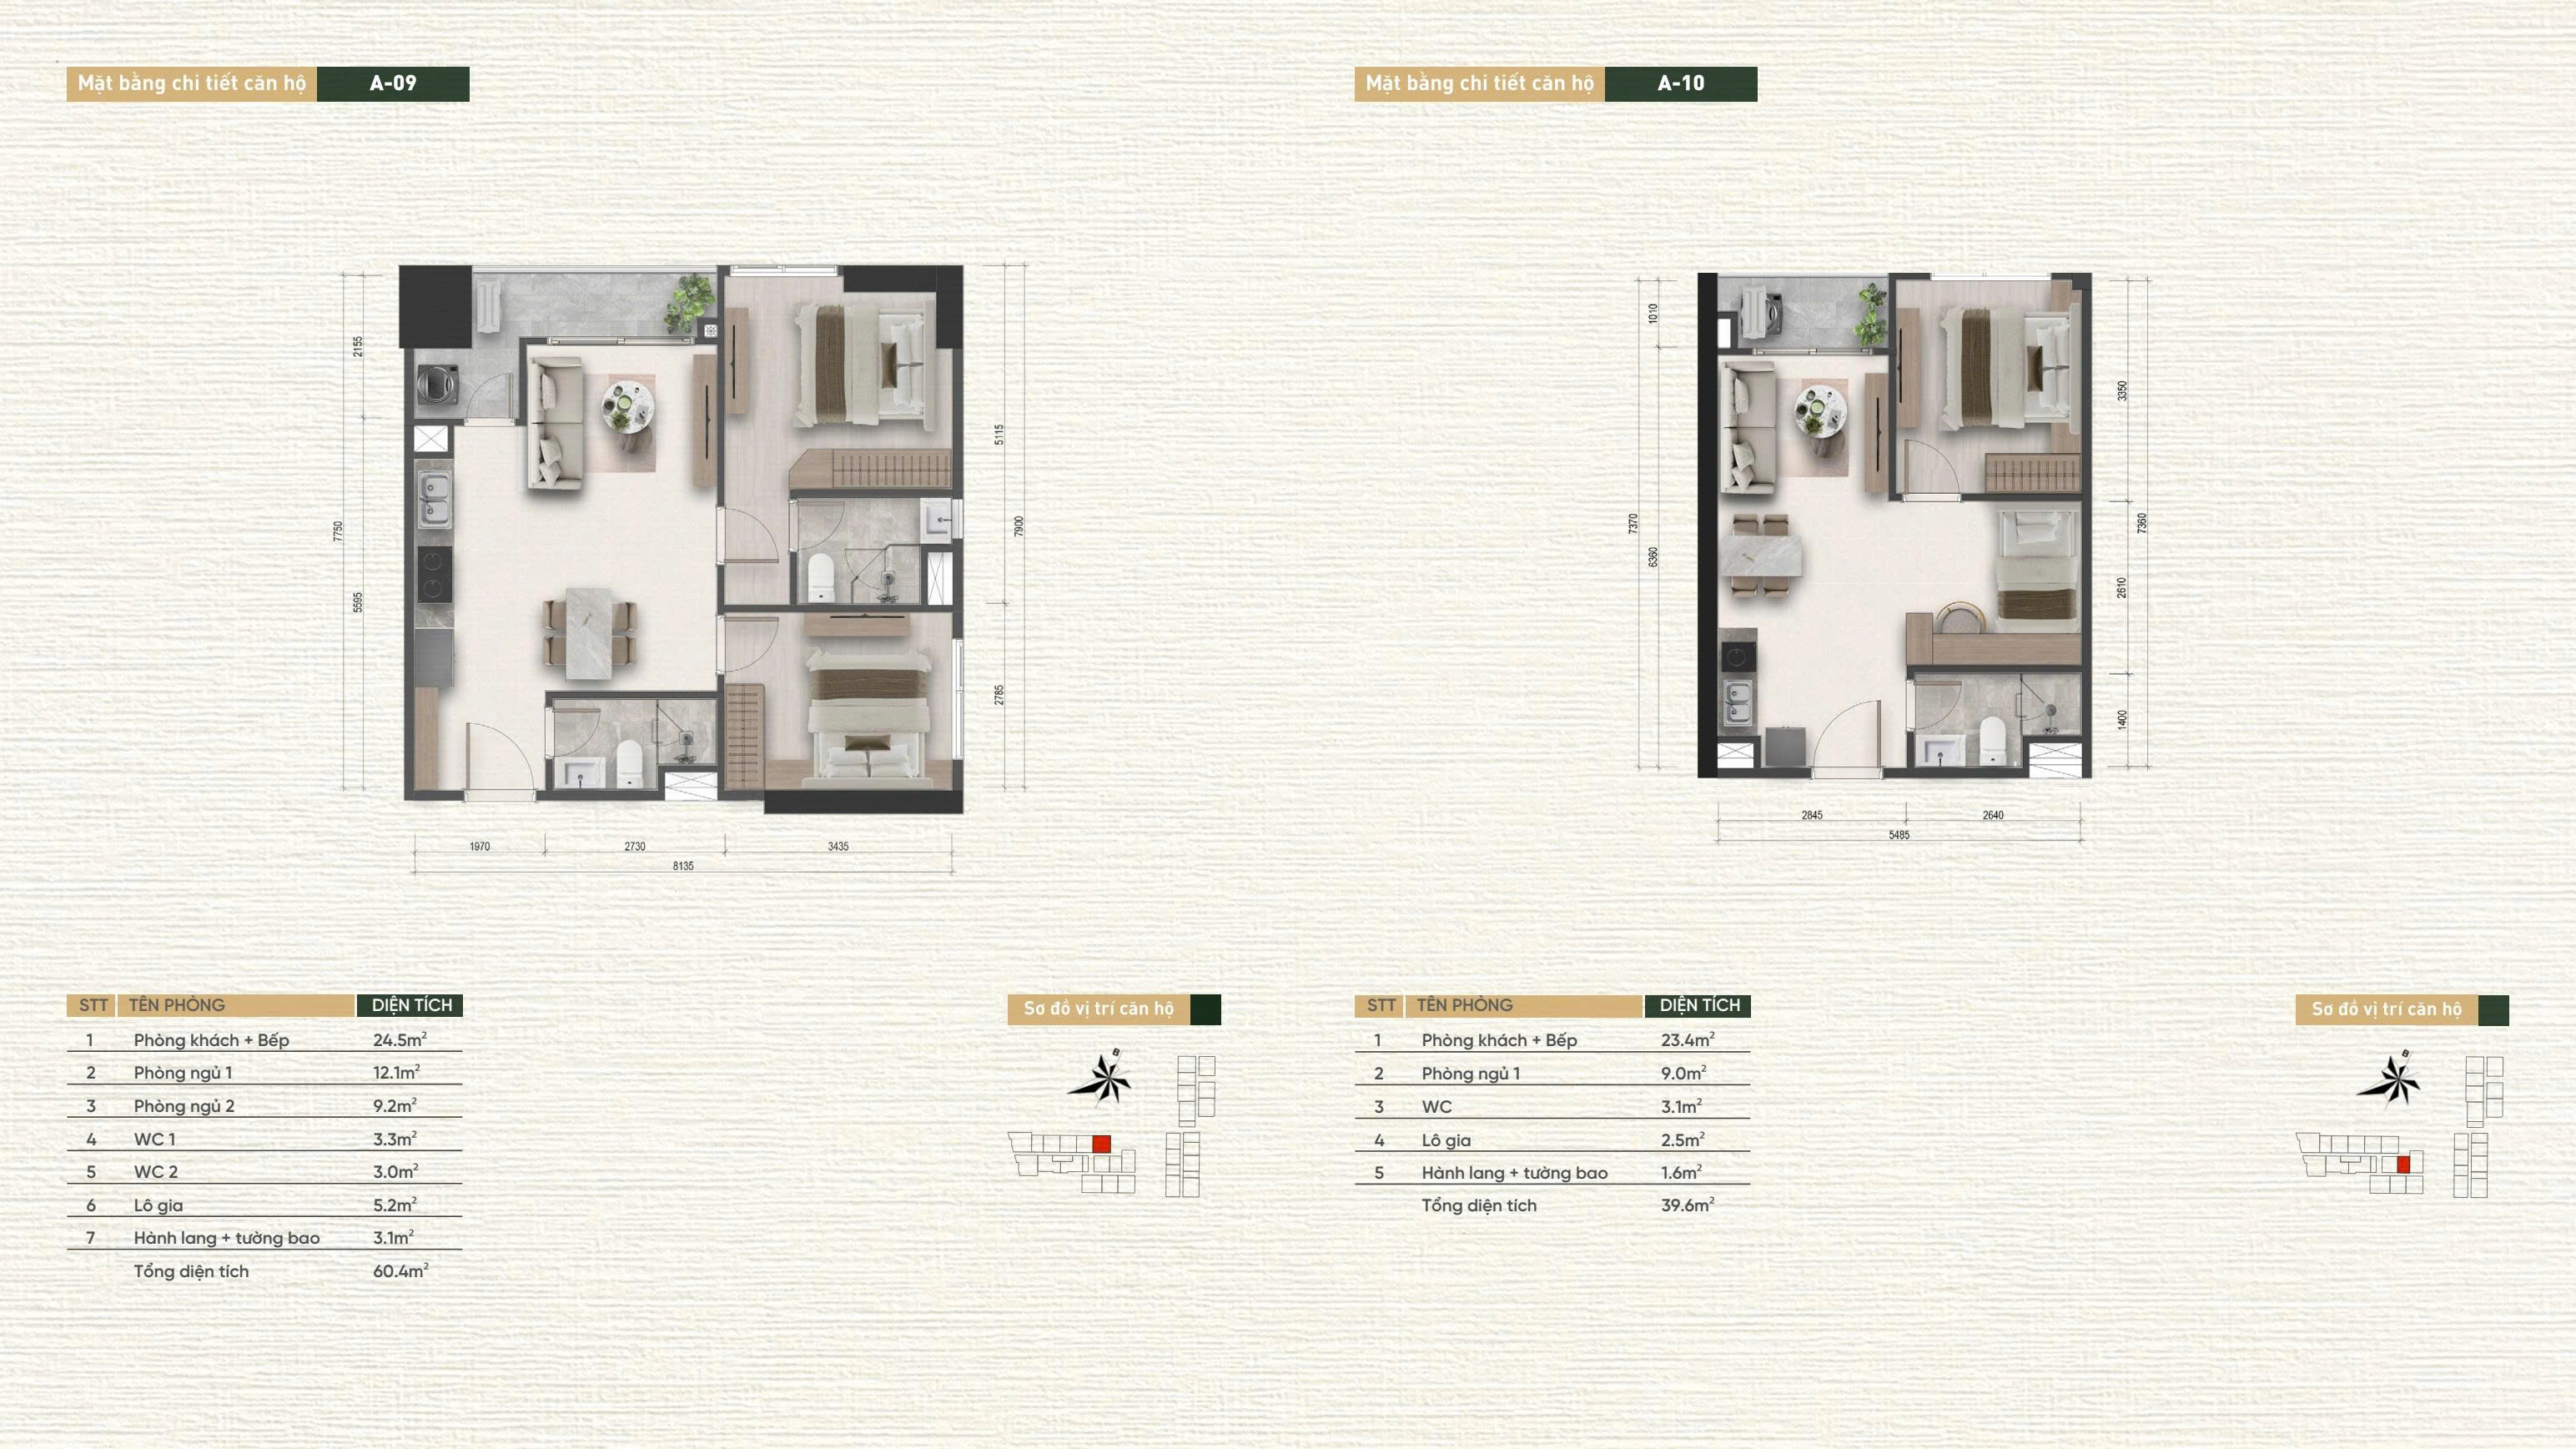 Mặt bằng chi tiết căn hộ A-09
2155
7750
5595
5115
7900
2785
1970 2730 3435
8135
STT TÊN PHÒNG DIỆN TÍCH
1 Phòng khách + Bếp 24.5m²
2 Phòng ngủ 1 12.1m²
3 Phòng ngủ 2 9.2m²
4 WC 1 3.3m²
5 WC 2 3.0m²
6 Lô gia 5.2m²
7 Hành lang + tường bao 3.1m²
Tổng diện tích 60.4m²
Sơ đồ vị trí căn hộ
B
Mặt bằng chi tiết căn hộ A-10
1010
7370
6360
3350
7360
2610
1400
2845 2640
5485
STT TÊN PHÒNG DIỆN TÍCH
1 Phòng khách + Bếp 23.4m²
2 Phòng ngủ 1 9.0m²
3 WC 3.1m²
4 Lô gia 2.5m²
5 Hành lang + tường bao 1.6m²
Tổng diện tích 39.6m²
Sơ đồ vị trí căn hộ
B